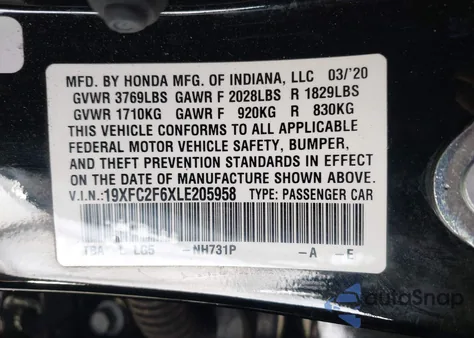 MFD. BY HONDA MFG. OF INDIANA, LLC 03/'20
GVWR 3769LBS GAWR F 2028LBS R 1829LBS
GVWR 1710KG GAWR F 920KG R 830KG
THIS VEHICLE CONFORMS TO ALL APPLICABLE
FEDERAL MOTOR VEHICLE SAFETY, BUMPER,
AND THEFT PREVENTION STANDARDS IN EFFECT
ON THE DATE OF MANUFACTURE SHOWN ABOVE.
V.I.N.:19XFC2F6XLE205958 TYPE: PASSENGER CAR
TBA L LG5 -NH731P -A -E
autoSnap